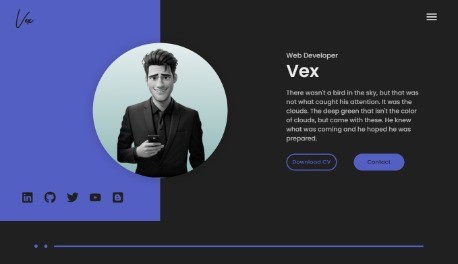 Vex
Web Developer
Vex
There wasn't a bird in the sky, but that was
not what caught his attention. It was the
clouds. The deep green that isn't the color
of clouds, but came with these. He knew
what was coming and he hoped he was
prepared.
Download CV
Contact